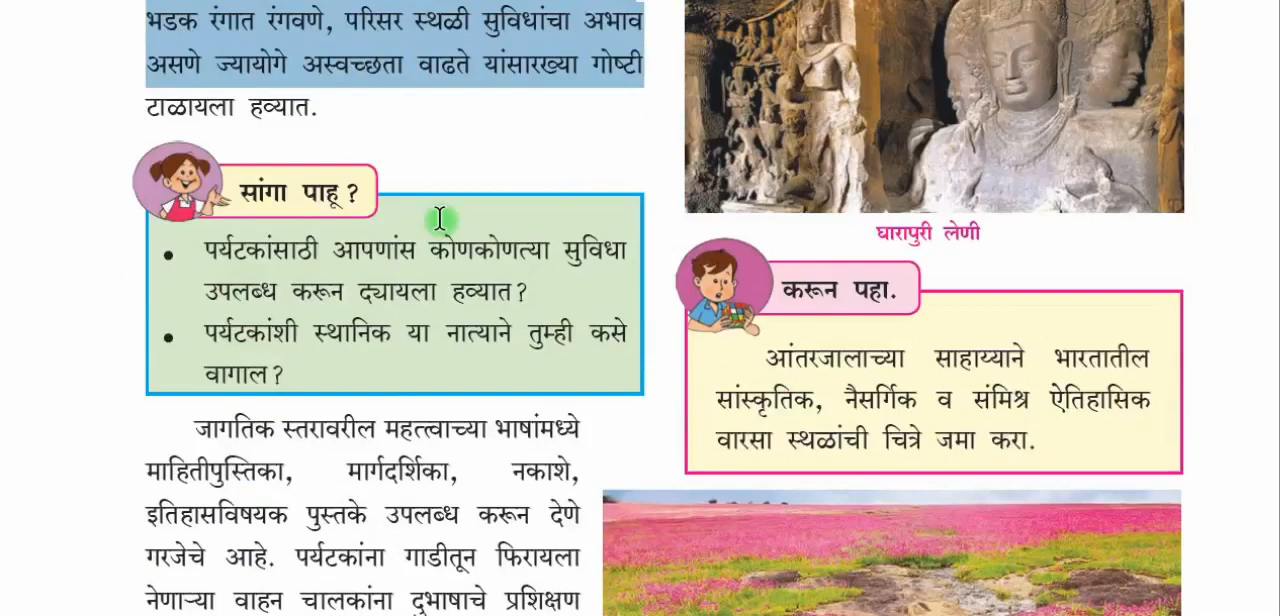 भडक रंगात रंगवणे, परिसर स्थळी सुविधांचा अभाव
असणे ज्यायोगे अस्वच्छता वाढते यांसारख्या गोष्टी
टाळायला हव्यात.
सांगा पाहू ?
• पर्यटकांसाठी आपणांस कोणकोणत्या सुविधा
उपलब्ध करून द्यायला हव्यात ?
• पर्यटकांशी स्थानिक या नात्याने तुम्ही कसे
वागाल ?
जागतिक स्तरावरील महत्त्वाच्या भाषांमध्ये
माहितीपुस्तिका, मार्गदर्शिका, नकाशे,
इतिहासविषयक पुस्तके उपलब्ध करून देणे
गरजेचे आहे. पर्यटकांना गाडीतून फिरायला
नेणाऱ्या वाहन चालकांना दुभाषाचे प्रशिक्षण
घारापुरी लेणी
करून पहा.
आंतरजालाच्या साहाय्याने भारतातील
सांस्कृतिक, नैसर्गिक व संमिश्र ऐतिहासिक
वारसा स्थळांची चित्रे जमा करा.